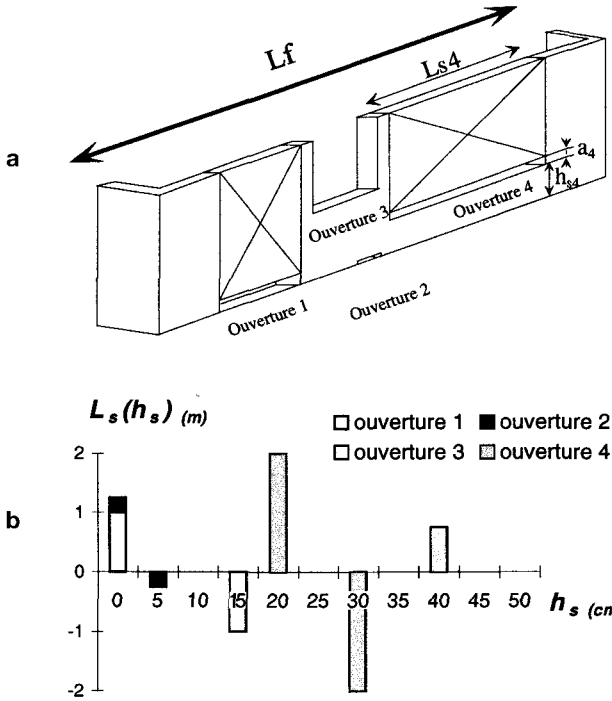 Lf
Ls4
a
a4
hs4
Ouverture 3
Ouverture 4
Ouverture 1
Ouverture 2
Ls(hs) (m)
ouverture 1 ouverture 2
ouverture 3 ouverture 4
b
2
1
0
-1
-2
0 5 10 15 20 25 30 35 40 45 50 hs (cm